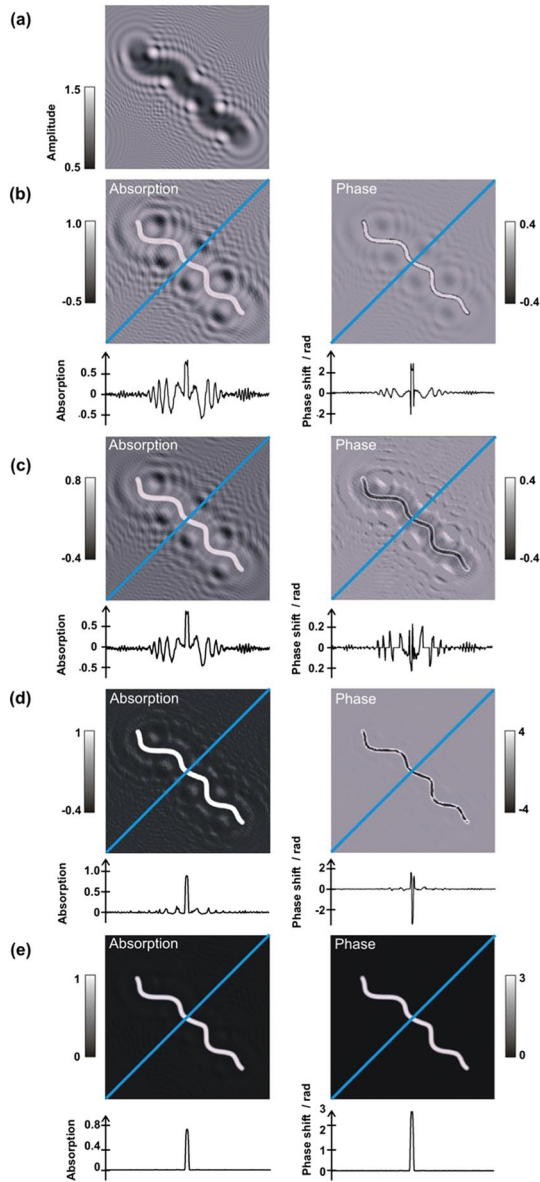 (a)
1.5
Amplitude
0.5
(b)
Absorption
Phase
1.0
-0.5
0.4
-0.4
Absorption
0.5
0
-0.5
Phase shift / rad
2
0
-2
(c)
Absorption
Phase
0.8
-0.4
0.4
-0.4
Absorption
0.5
0
-0.5
Phase shift / rad
0.2
0
0.2
(d)
Absorption
Phase
1
-0.4
4
-4
Absorption
1.0
0.5
0
Phase shift / rad
2
0
-2
(e)
Absorption
Phase
1
0
3
0
Absorption
0.8
0.4
0
Phase shift / rad
3
2
1
0